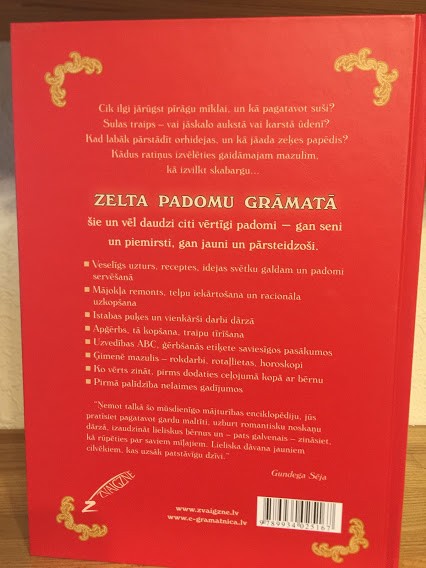 Cik ilgi jārūgst pīrāgu mīklai, un kā pagatavot suši?
Sulas traips – vai jāskalo aukstā vai karstā ūdenī?
Kad labāk pārstādīt orhidejas, un kā jāada zeķes papēdis?
Kādus ratiņus izvēlēties gaidāmajam mazulim,
kā izvilkt skabargu...
ZELTA PADOMU GRĀMATĀ
šie un vēl daudzi citi vērtīgi padomi — gan seni
un piemirsti, gan jauni un pārsteidzoši.
Veselīgs uzturs, receptes, idejas svētku galdam un padomi
servēšanā
Mājokļa remonts, telpu iekārtošana un racionāla
uzkopšana
Istabas puķes un vienkārši darbi dārzā
Apģērbs, tā kopšana, traipu tīrīšana
Uzvedības ABC, ģērbšanās etiķete saviesīgos pasākumos
Ģimenē mazulis – rokdarbi, rotaļlietas, horoskopi
Ko vērts zināt, pirms dodaties ceļojumā kopā ar bērnu
Pirmā palīdzība nelaimes gadījumos
"Ņemot talkā šo mūsdienīgo mājturības enciklopēdiju, jūs
pratīsiet pagatavot gardu maltīti, uzburt romantisku noskaņu
dārzā, izaudzināt lieliskus bērnus un – pats galvenais – zināsiet,
kā rūpēties par saviem mīļajiem. Lieliska dāvana jauniem
cilvēkiem, kas uzsāk patstāvīgu dzīvi."
Gundega Sēja
ZVAIGZNE
www.zvaigzne.lv
www.e-gramatnica.lv
9 789934 025167